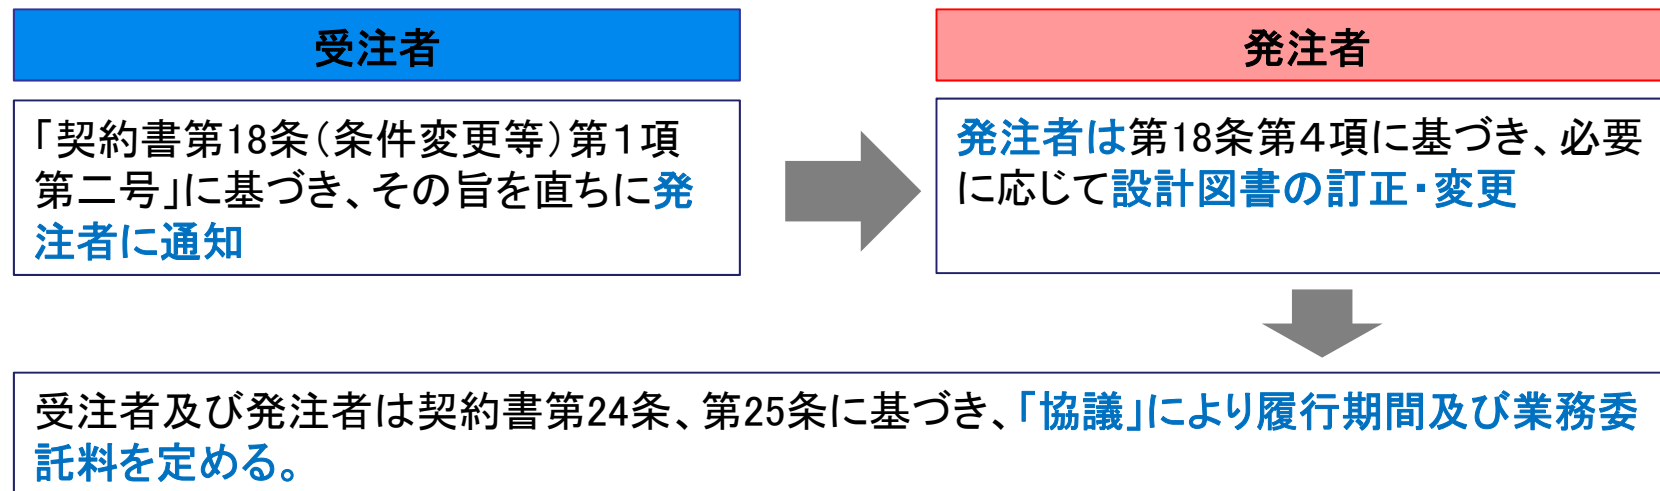 受注者
「契約書第18条(条件変更等)第1項
第二号」に基づき、その旨を直ちに発
注者に通知
発注者
発注者は第18条第4項に基づき、必要
に応じて設計図書の訂正・変更
受注者及び発注者は契約書第24条、第25条に基づき、「協議」により履行期間及び業務委
託料を定める。